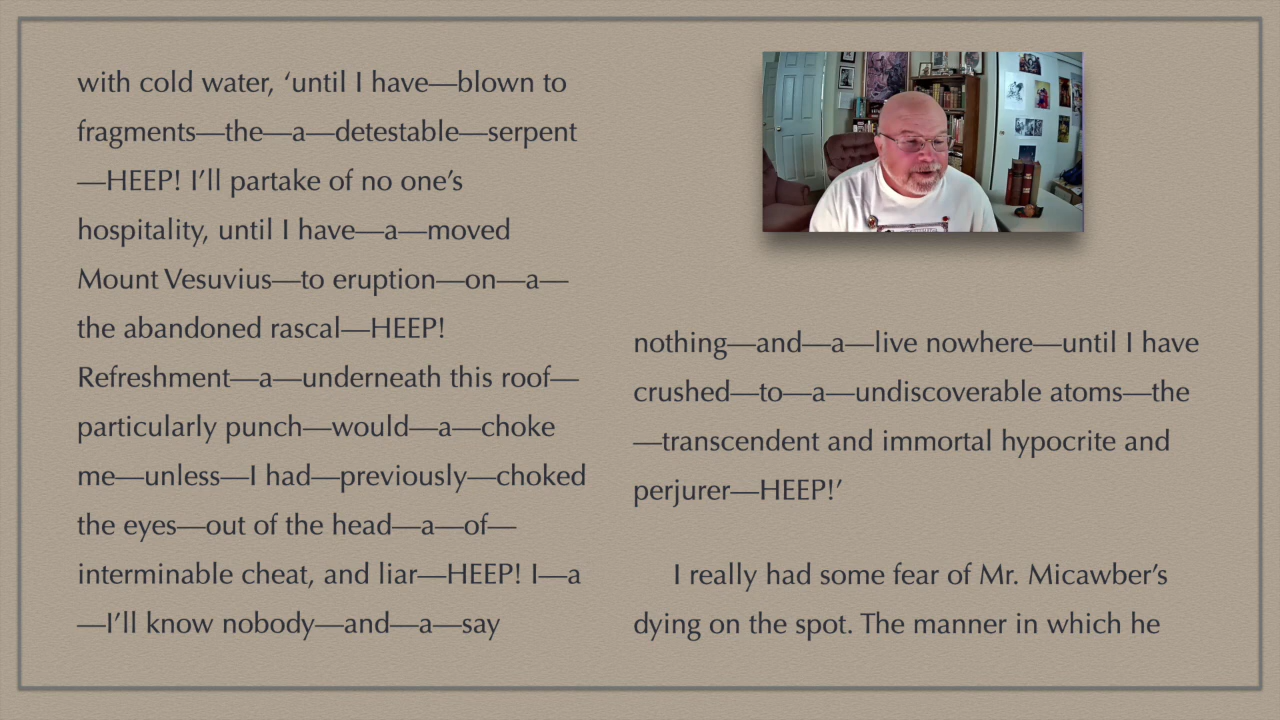 with cold water, ‘until I have—blown to
fragments—the—a—detestable—serpent
—HEEP! I’ll partake of no one’s
hospitality, until I have—a—moved
Mount Vesuvius—to eruption—on—a—
the abandoned rascal—HEEP!
Refreshment—a—underneath this roof—
particularly punch—would—a—choke
me—unless—I had—previously—choked
the eyes—out of the head—a—of—
interminable cheat, and liar—HEEP! I—a
—I’ll know nobody—and—a—say
nothing—and—a—live nowhere—until I have
crushed—to—a—undiscoverable atoms—the
—transcendent and immortal hypocrite and
perjurer—HEEP!’
I really had some fear of Mr. Micawber’s
dying on the spot. The manner in which he